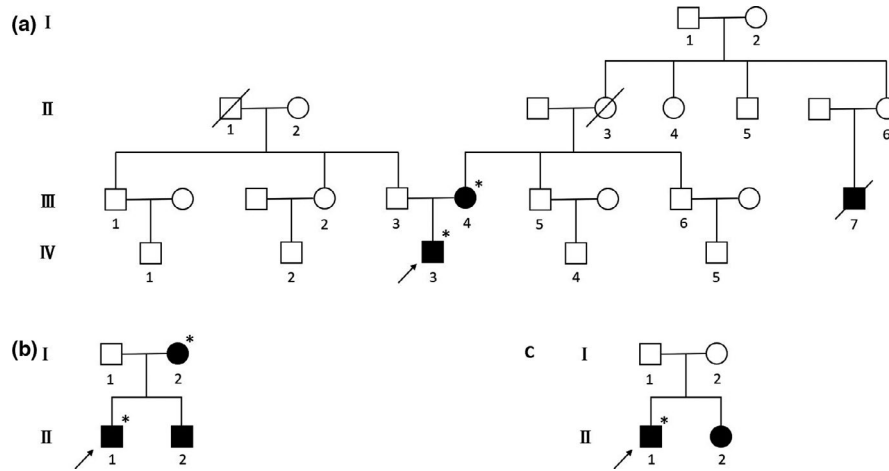 (a) I
1 2
II
1 2 3 4 5 6
* 
III
1 2 3 4 5 6 7
*
IV
1 2 3 4 5
(b) I * C I
1 2 1 2
* *
II II
1 2 1 2